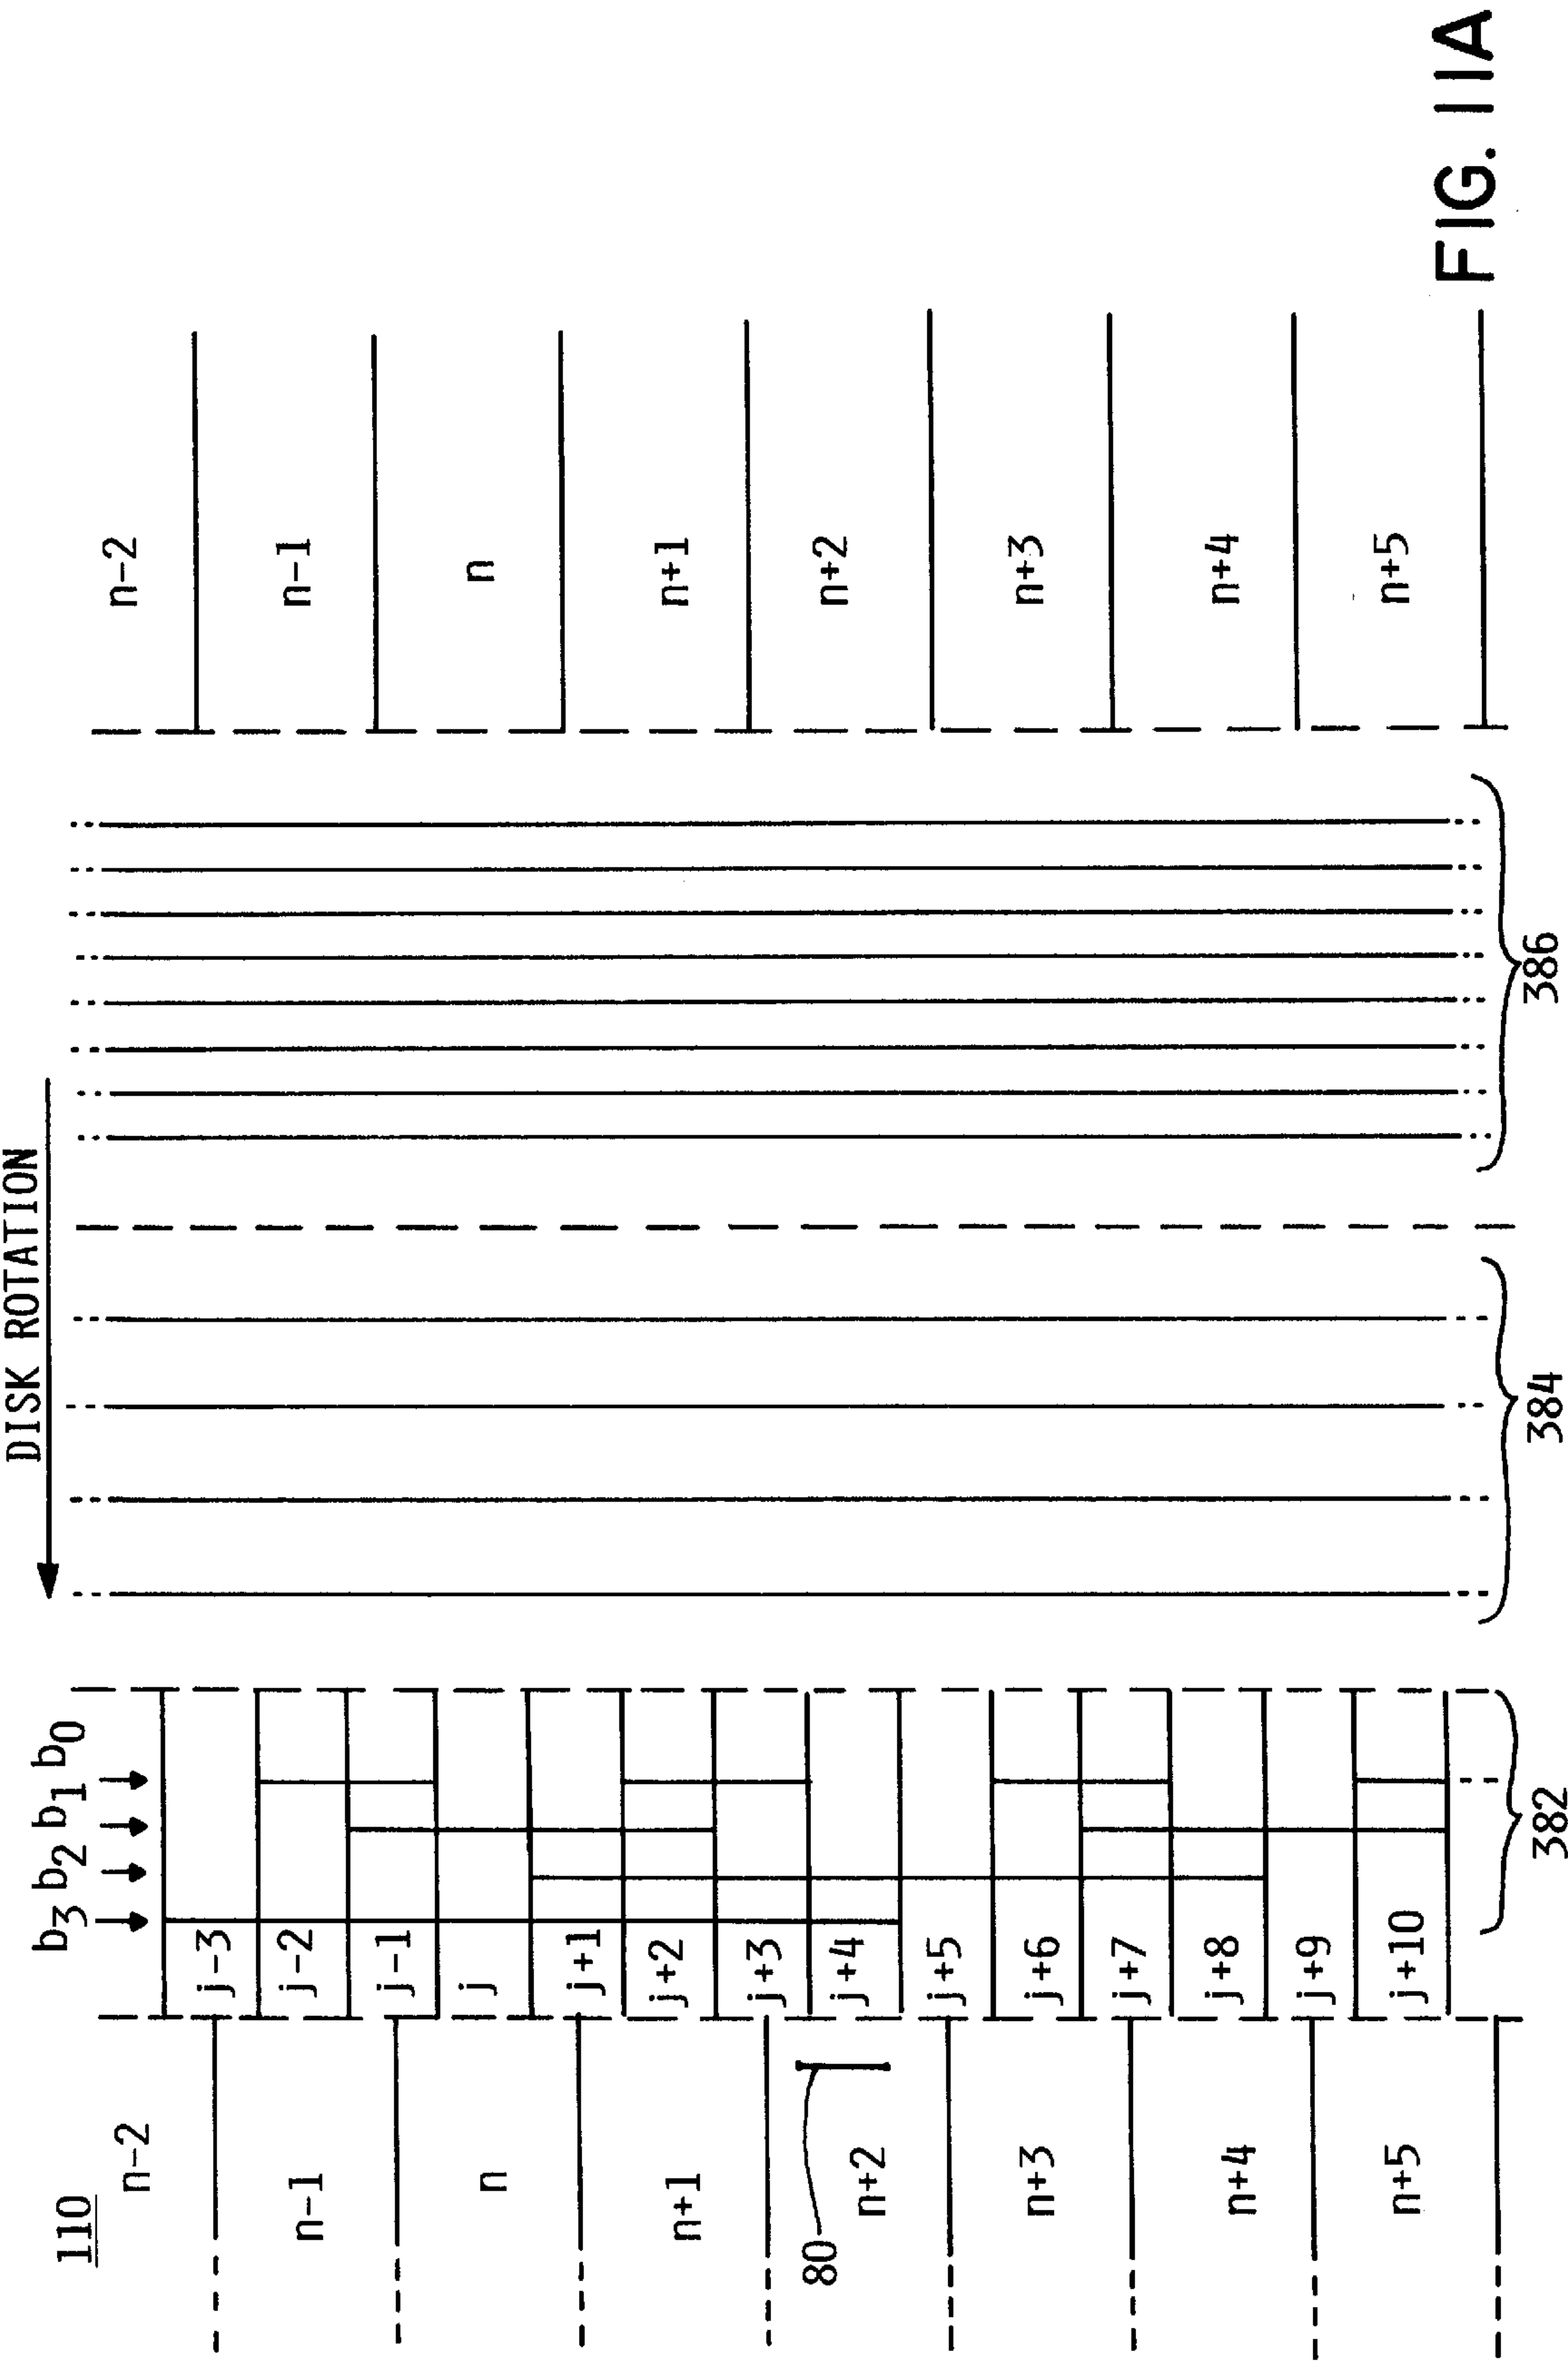 DISK ROTATION
110
b3 b2 b1 b0
n-2
n-1
n
n+1
n+2
n+3
n+4
n+5
80
j-3
j-2
j-1
j
j+1
j+2
j+3
j+4
j+5
j+6
j+7
j+8
j+9
j+10
n-2
n-1
n
n+1
n+2
n+3
n+4
n+5
382
384
386
FIG. 11A